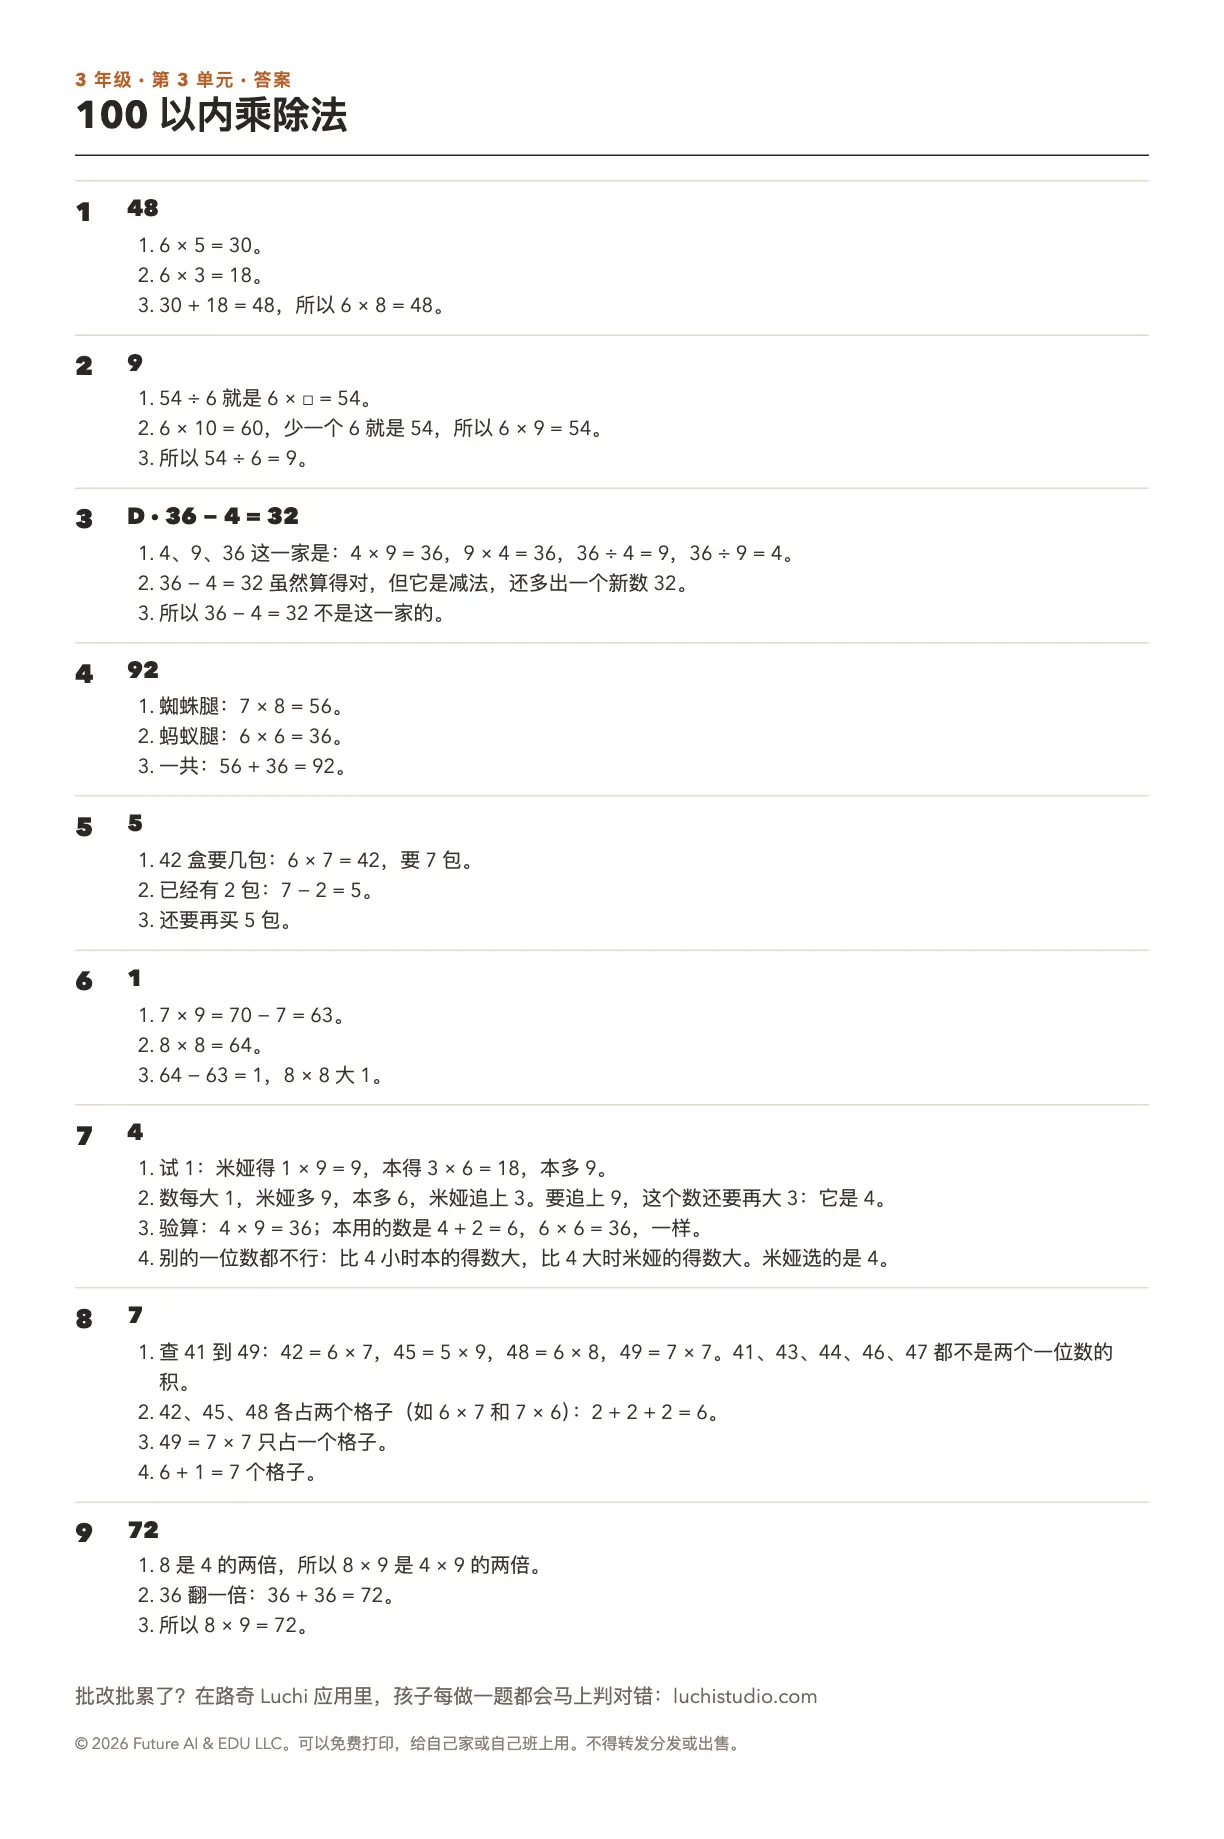 3 年级 · 第 3 单元 · 答案
100 以内乘除法
1 48
1. 6 × 5 = 30。
2. 6 × 3 = 18。
3. 30 + 18 = 48，所以 6 × 8 = 48。
2 9
1. 54 ÷ 6 就是 6 × □ = 54。
2. 6 × 10 = 60，少一个 6 就是 54，所以 6 × 9 = 54。
3. 所以 54 ÷ 6 = 9。
3 D · 36 − 4 = 32
1. 4、9、36 这一家是：4 × 9 = 36，9 × 4 = 36，36 ÷ 4 = 9，36 ÷ 9 = 4。
2. 36 − 4 = 32 虽然算得对，但它是减法，还多出一个新数 32。
3. 所以 36 − 4 = 32 不是这一家的。
4 92
1. 蜘蛛腿：7 × 8 = 56。
2. 蚂蚁腿：6 × 6 = 36。
3. 一共：56 + 36 = 92。
5 5
1. 42 盒要几包：6 × 7 = 42，要 7 包。
2. 已经有 2 包：7 − 2 = 5。
3. 还要再买 5 包。
6 1
1. 7 × 9 = 70 − 7 = 63。
2. 8 × 8 = 64。
3. 64 − 63 = 1，8 × 8 大 1。
7 4
1. 试 1：米娅得 1 × 9 = 9，本得 3 × 6 = 18，本多 9。
2. 数每大 1，米娅多 9，本多 6，米娅追上 3。要追上 9，这个数还要再大 3：它是 4。
3. 验算：4 × 9 = 36；本用的数是 4 + 2 = 6，6 × 6 = 36，一样。
4. 别的一位数都不行：比 4 小时本的得数大，比 4 大时米娅的得数大。米娅选的是 4。
8 7
1. 查 41 到 49：42 = 6 × 7，45 = 5 × 9，48 = 6 × 8，49 = 7 × 7。41、43、44、46、47 都不是两个一位数的
积。
2. 42、45、48 各占两个格子（如 6 × 7 和 7 × 6）：2 + 2 + 2 = 6。
3. 49 = 7 × 7 只占一个格子。
4. 6 + 1 = 7 个格子。
9 72
1. 8 是 4 的两倍，所以 8 × 9 是 4 × 9 的两倍。
2. 36 翻一倍：36 + 36 = 72。
3. 所以 8 × 9 = 72。
批改批累了？在路奇 Luchi 应用里，孩子每做一题都会马上判对错：luchistudio.com
© 2026 Future AI & EDU LLC。可以免费打印，给自己家或自己班上用。不得转发分发或出售。